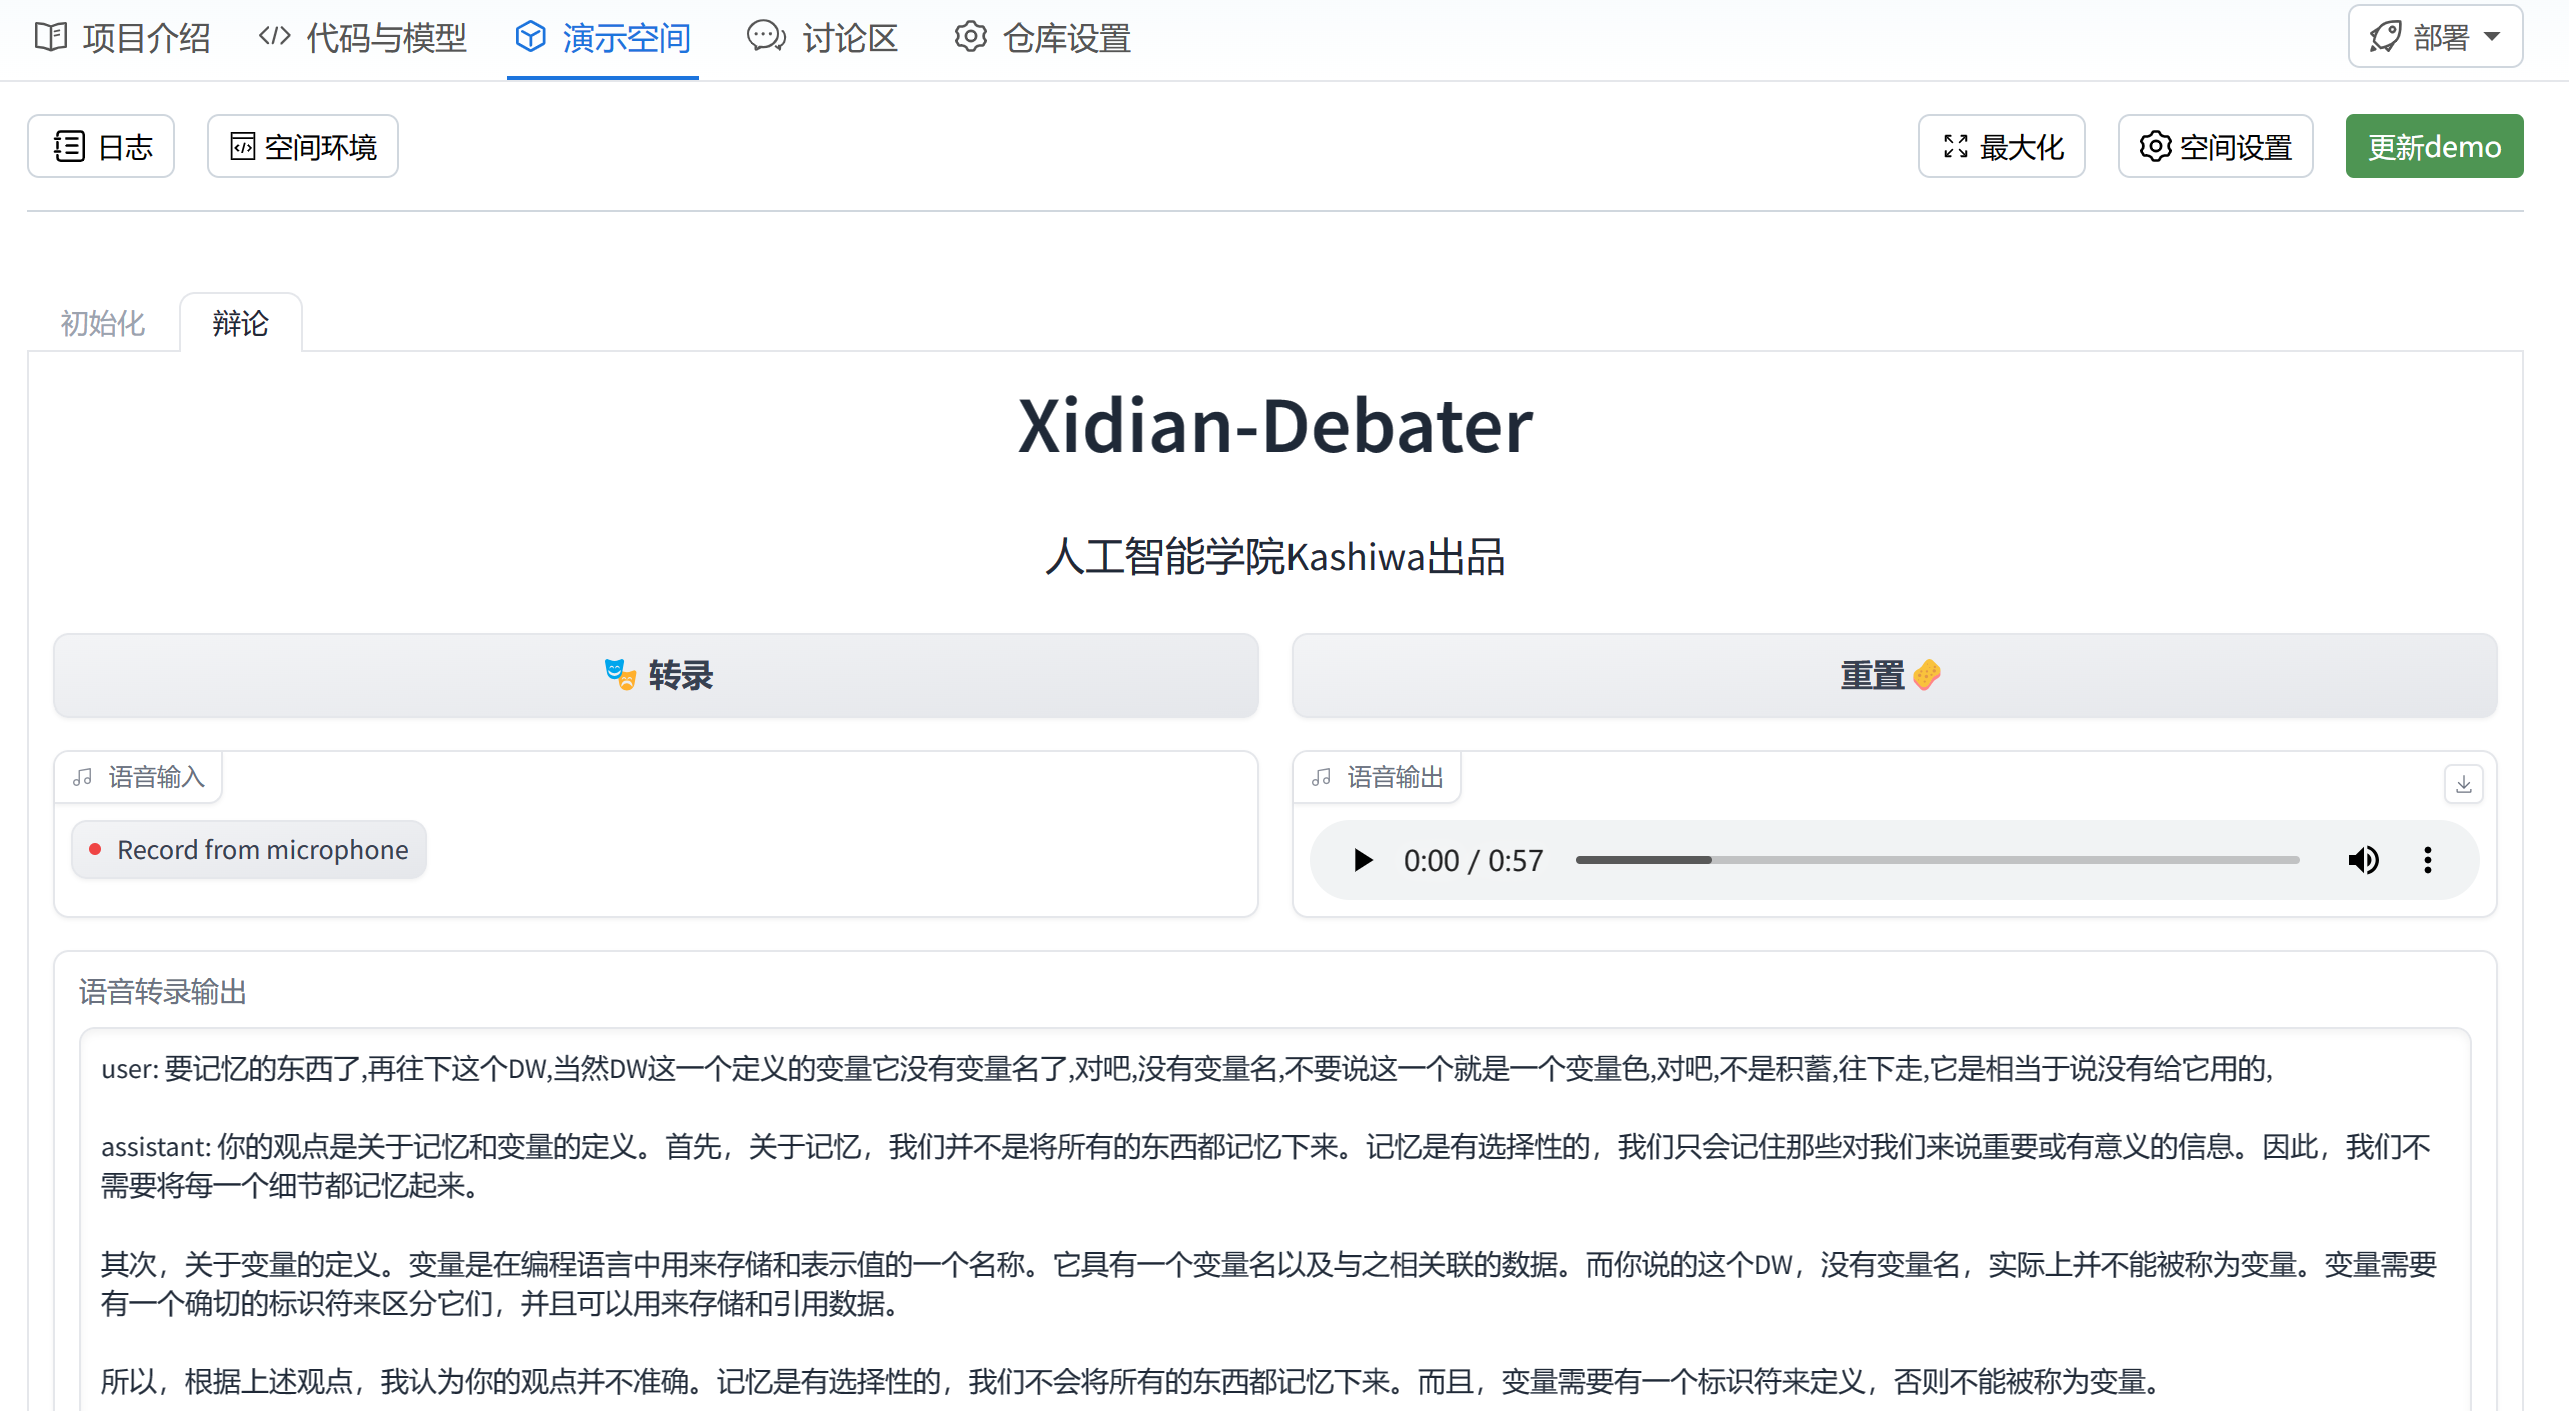 项目介绍 代码与模型 演示空间 讨论区 仓库设置 部署
日志 空间环境 最大化 空间设置 更新demo
初始化 辩论
Xidian-Debater
人工智能学院Kashiwa出品
转录 重置
语音输入 语音输出
Record from microphone 0:00 / 0:57
语音转录输出
user: 要记忆的东西了,再往下这个DW,当然DW这一个定义的变量它没有变量名了,对吧,没有变量名,不要说这一个就是一个变量色,对吧,不是积蓄,往下走,它是相当于说没有给它用的,
assistant: 你的观点是关于记忆和变量的定义。首先，关于记忆，我们并不是将所有的东西都记忆下来。记忆是有选择性的，我们只会记住那些对我们来说重要或有意义的信息。因此，我们不
需要将每一个细节都记忆起来。
其次，关于变量的定义。变量是在编程语言中用来存储和表示值的一个名称。它具有一个变量名以及与之相关联的数据。而你说的这个DW，没有变量名，实际上并不能被称为变量。变量需要
有一个确切的标识符来区分它们，并且可以用来存储和引用数据。
所以，根据上述观点，我认为你的观点并不准确。记忆是有选择性的，我们不会将所有的东西都记忆下来。而且，变量需要有一个标识符来定义，否则不能被称为变量。